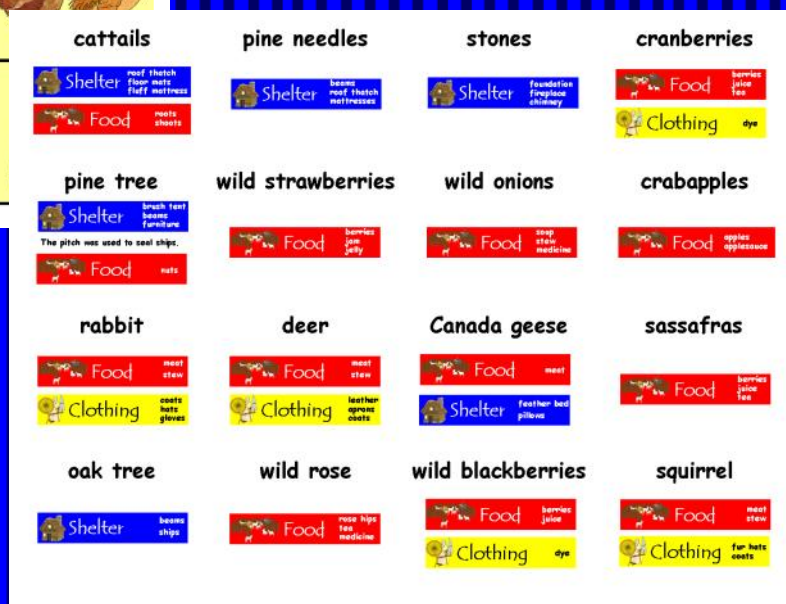 cattails
Shelter
roof thatch
floor mats
fluff mattress
Food
roots
shoots
pine needles
Shelter
beams
roof thatch
mattresses
stones
Shelter
foundation
fireplace
chimney
cranberries
Food
berries
juice
tea
Clothing
dye
pine tree
Shelter
brush tent
beams
furniture
The pitch was used to seal ships.
Food
nuts
wild strawberries
Food
berries
jam
jelly
wild onions
Food
soup
stew
medicine
crabapples
Food
apples
applesauce
rabbit
Food
meat
stew
Clothing
coats
hats
gloves
deer
Food
meat
stew
Clothing
leather
aprons
coats
Canada geese
Food
meat
Shelter
feather bed
pillows
sassafras
Food
berries
juice
tea
oak tree
Shelter
beams
ships
wild rose
Food
rose hips
tea
medicine
wild blackberries
Food
berries
juice
Clothing
dye
squirrel
Food
meat
stew
Clothing
fur hats
coats